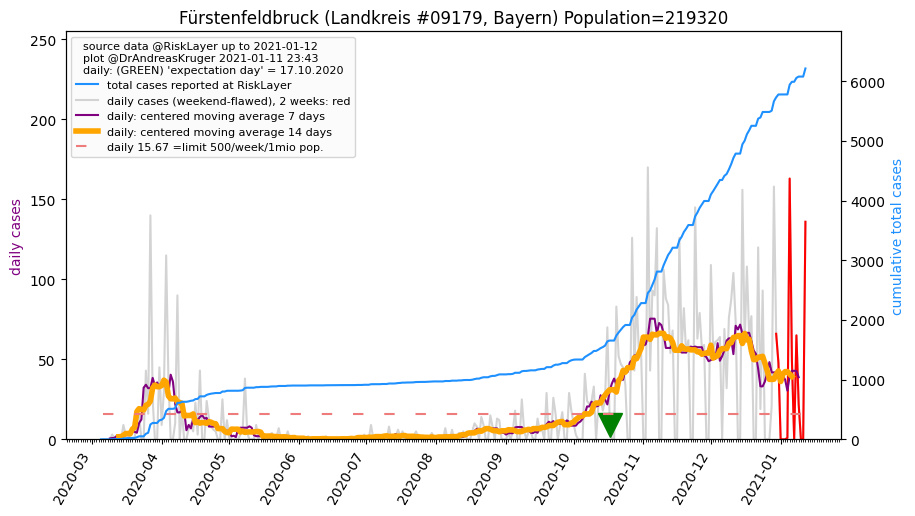 Fürstenfeldbruck (Landkreis #09179, Bayern) Population=219320
source data @RiskLayer up to 2021-01-12
plot @DrAndreasKruger 2021-01-11 23:43
daily: (GREEN) 'expectation day' = 17.10.2020
total cases reported at RiskLayer
daily cases (weekend-flawed), 2 weeks: red
daily: centered moving average 7 days
daily: centered moving average 14 days
daily 15.67 =limit 500/week/1mio pop.
daily cases
250
200
150
100
50
0
cumulative total cases
6000
5000
4000
3000
2000
1000
0
2020-03
2020-04
2020-05
2020-06
2020-07
2020-08
2020-09
2020-10
2020-11
2020-12
2021-01